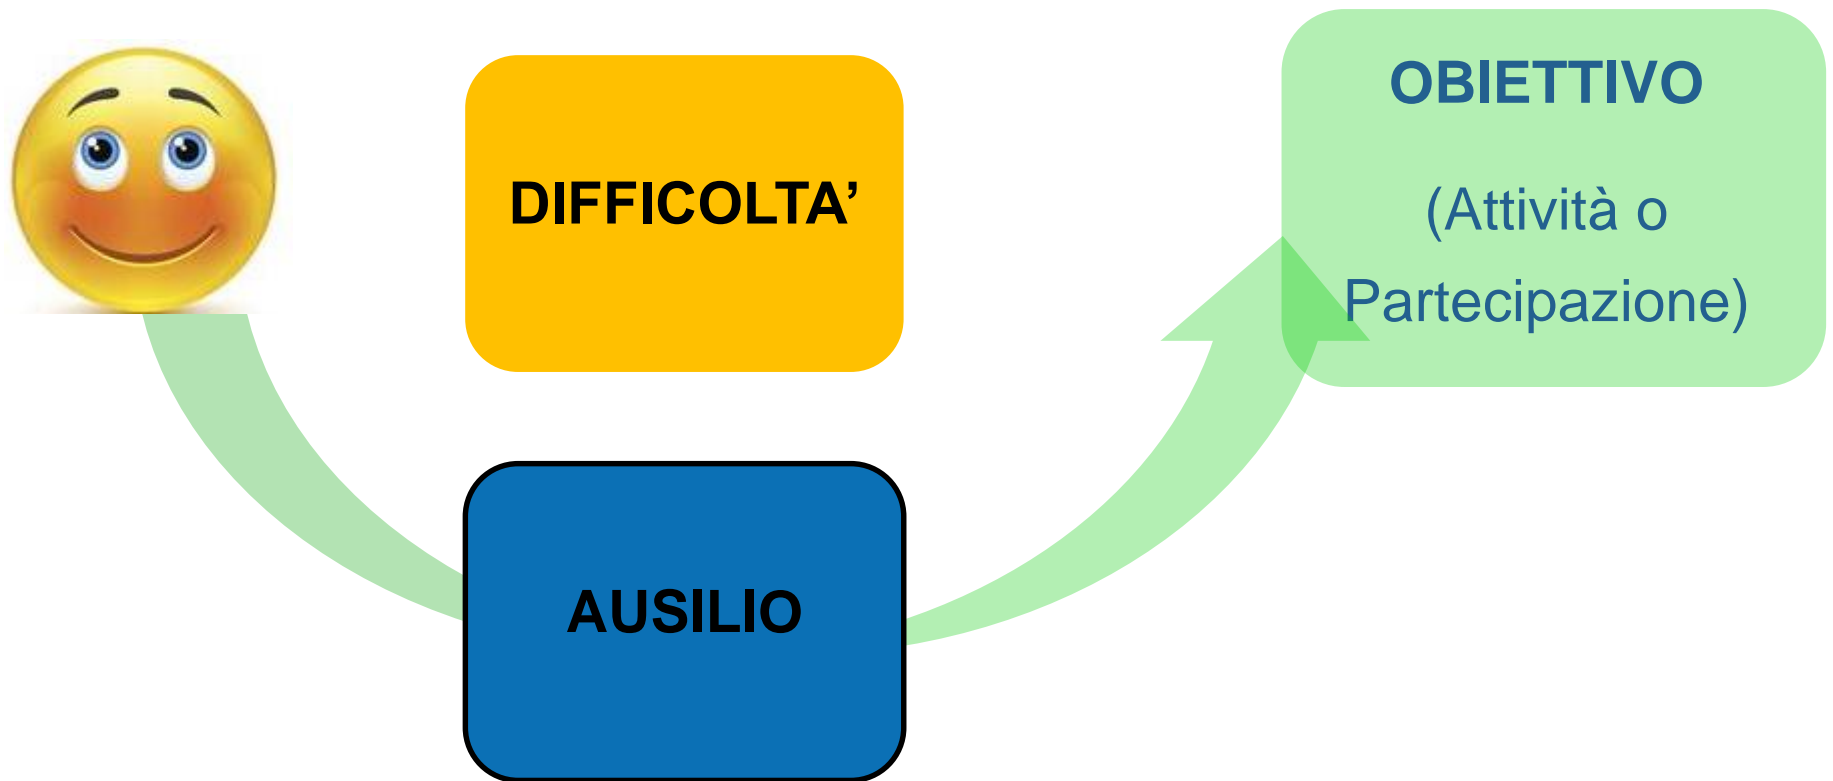 DIFFICOLTA’
OBIETTIVO
(Attività o
Partecipazione)
AUSILIO